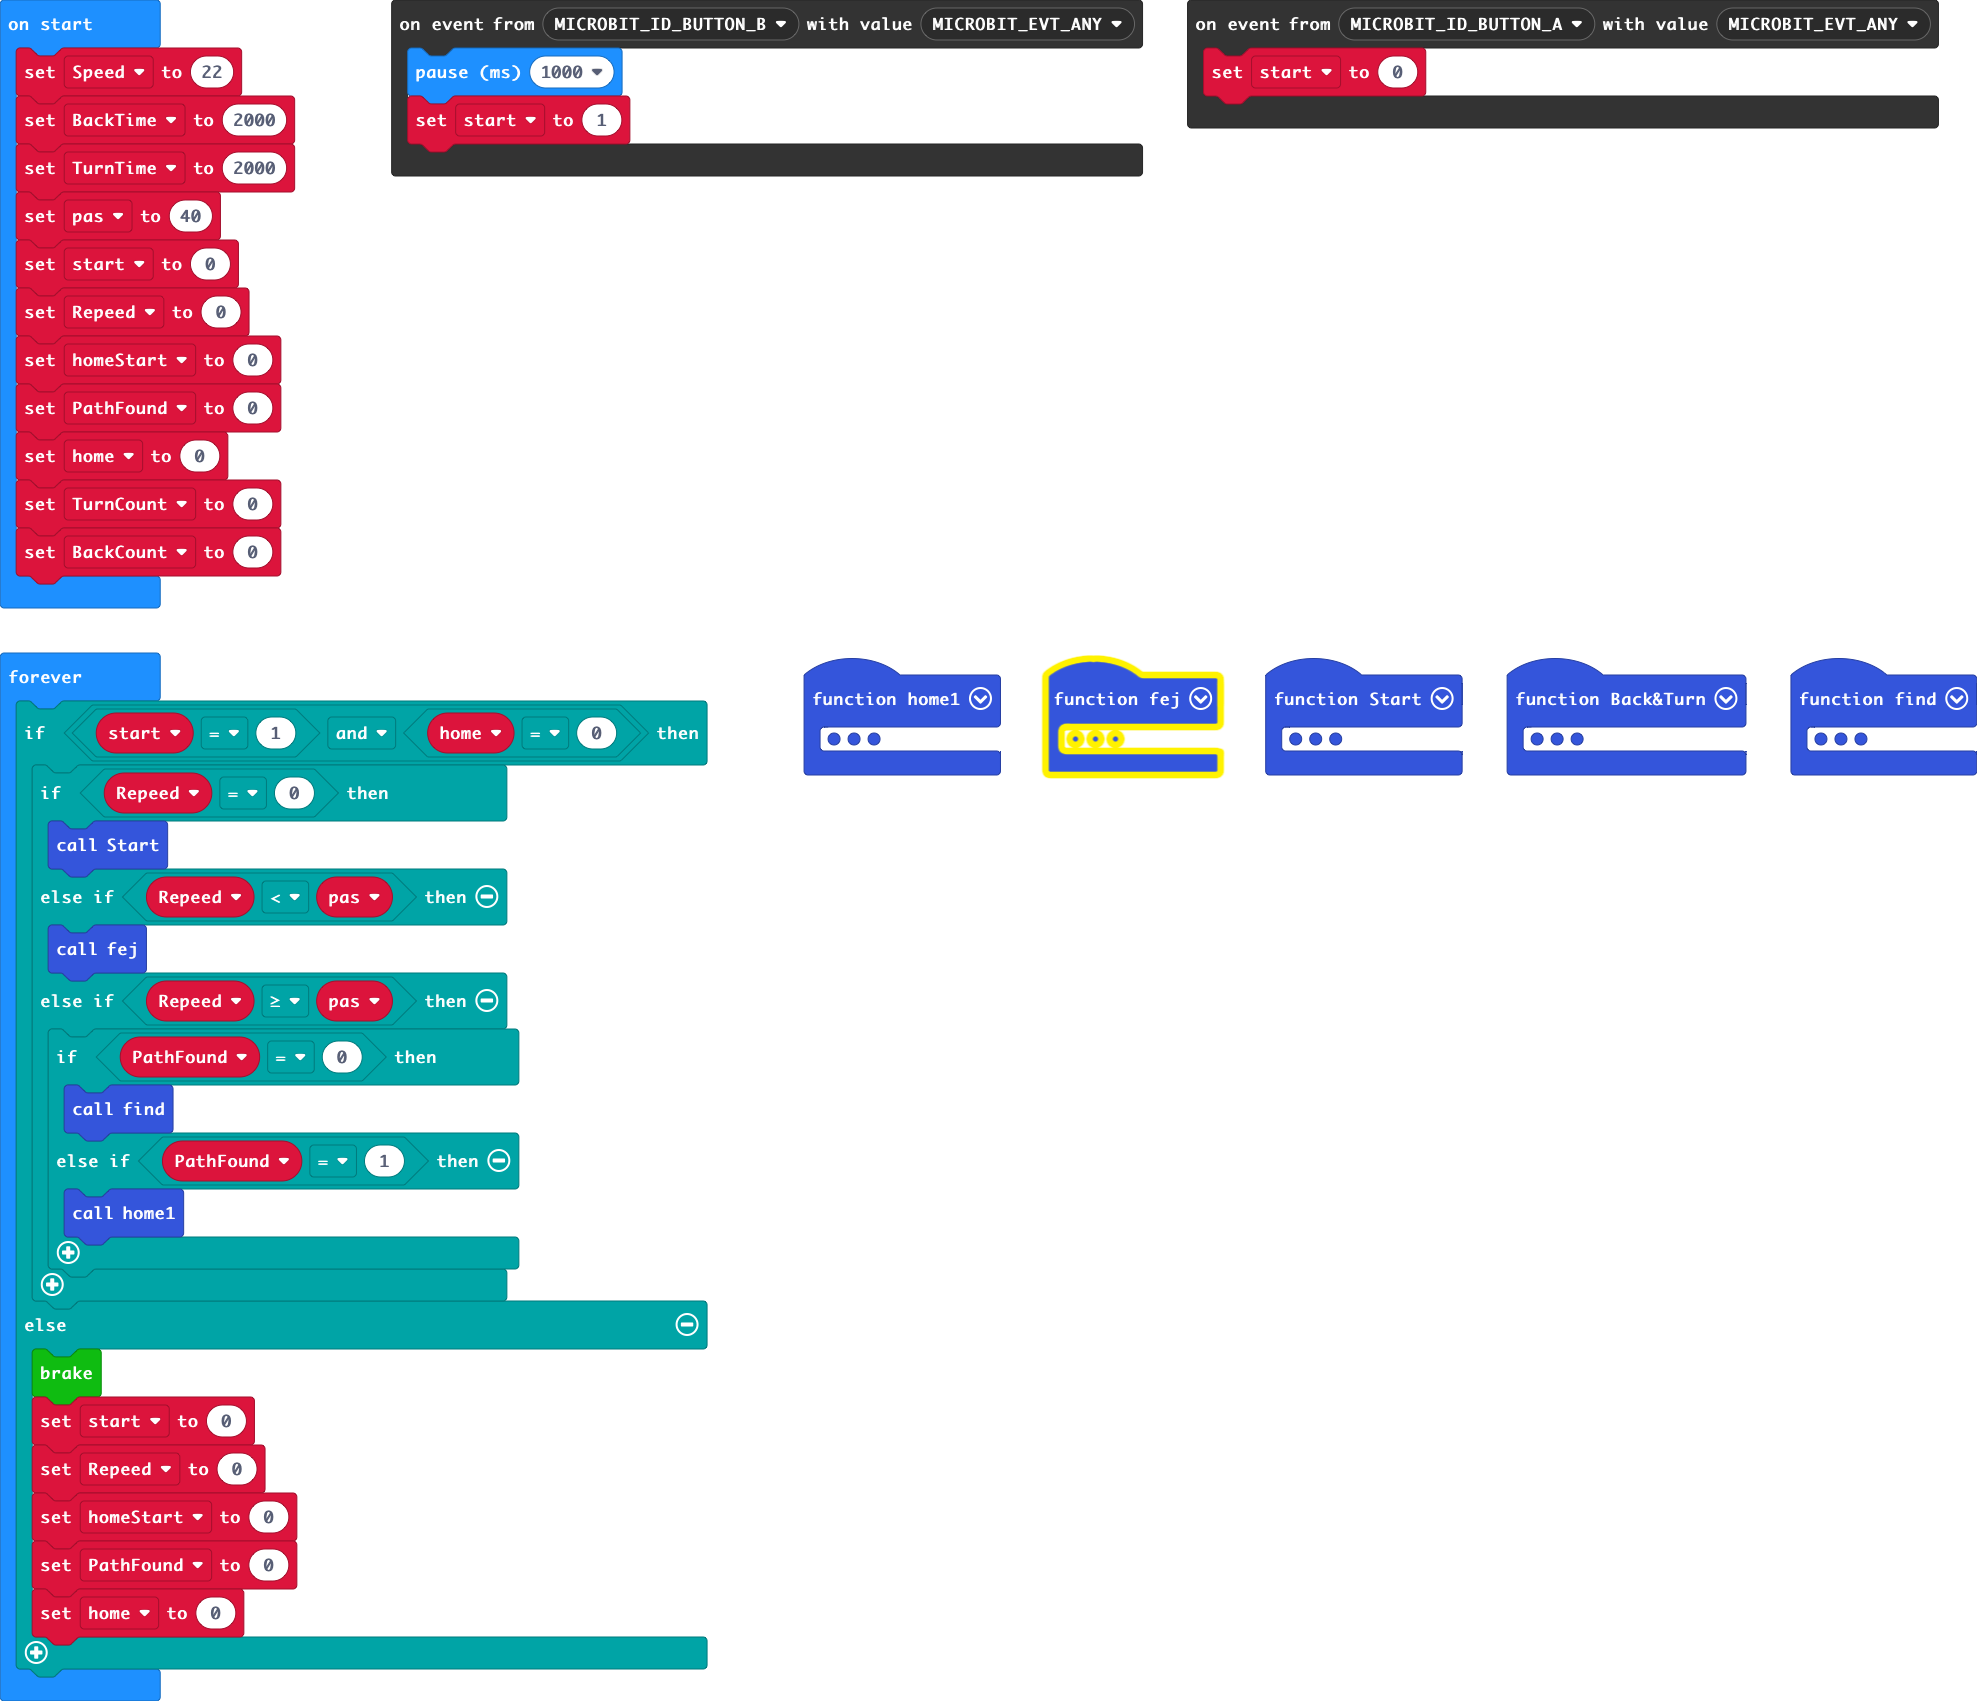 on start
set Speed to 22
set BackTime to 2000
set TurnTime to 2000
set pas to 40
set start to 0
set Repeed to 0
set homeStart to 0
set PathFound to 0
set home to 0
set TurnCount to 0
set BackCount to 0
on event from MICROBIT_ID_BUTTON_B with value MICROBIT_EVT_ANY
pause (ms) 1000
set start to 1
on event from MICROBIT_ID_BUTTON_A with value MICROBIT_EVT_ANY
set start to 0
forever
if start = 1 and home = 0 then
if Repeed = 0 then
call Start
else if Repeed < pas then
call fej
else if Repeed ≥ pas then
if PathFound = 0 then
call find
else if PathFound = 1 then
call home1
else
brake
set start to 0
set Repeed to 0
set homeStart to 0
set PathFound to 0
set home to 0
function home1
function fej
function Start
function Back&Turn
function find